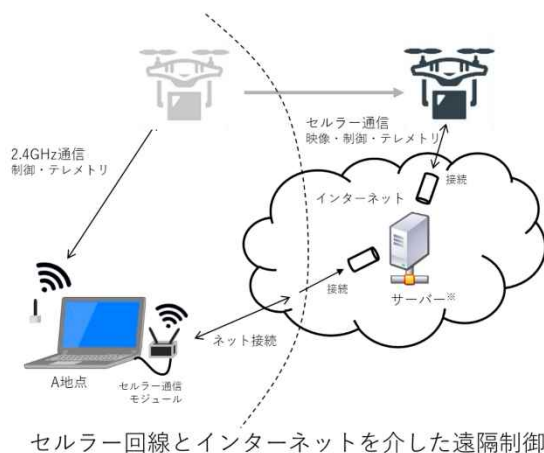 セルラー通信
映像・制御・テレメトリ
2.4GHz通信
制御・テレメトリ
接続
インターネット
接続
サーバー※
ネット接続
A地点
セルラー通信
モジュール
セルラー回線とインターネットを介した遠隔制御